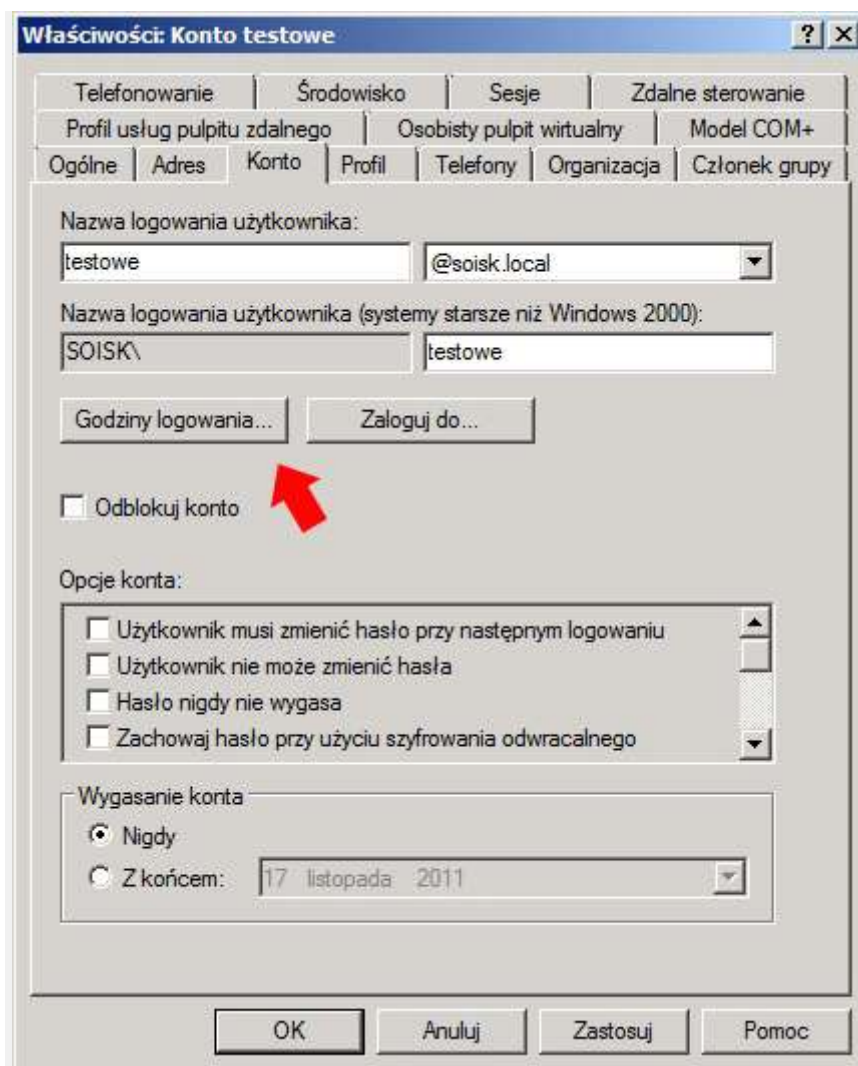 Właściwości: Konto testowe
Telefonowanie Środowisko Sesje Zdalne sterowanie
Profil usług pulpitu zdalnego Osobisty pulpit wirtualny Model COM+
Ogólne Adres Konto Profil Telefony Organizacja Członek grupy
Nazwa logowania użytkownika:
testowe @soisk.local
Nazwa logowania użytkownika (systemy starsze niż Windows 2000):
SOISK\ testowe
Godziny logowania... Zaloguj do...
Odblokuj konto
Opcje konta:
Użytkownik musi zmienić hasło przy następnym logowaniu
Użytkownik nie może zmienić hasła
Hasło nigdy nie wygasa
Zachowaj hasło przy użyciu szyfrowania odwracalnego
Wygasanie konta
Nigdy
Z końcem: 17 listopada 2011
OK Anuluj Zastosuj Pomoc